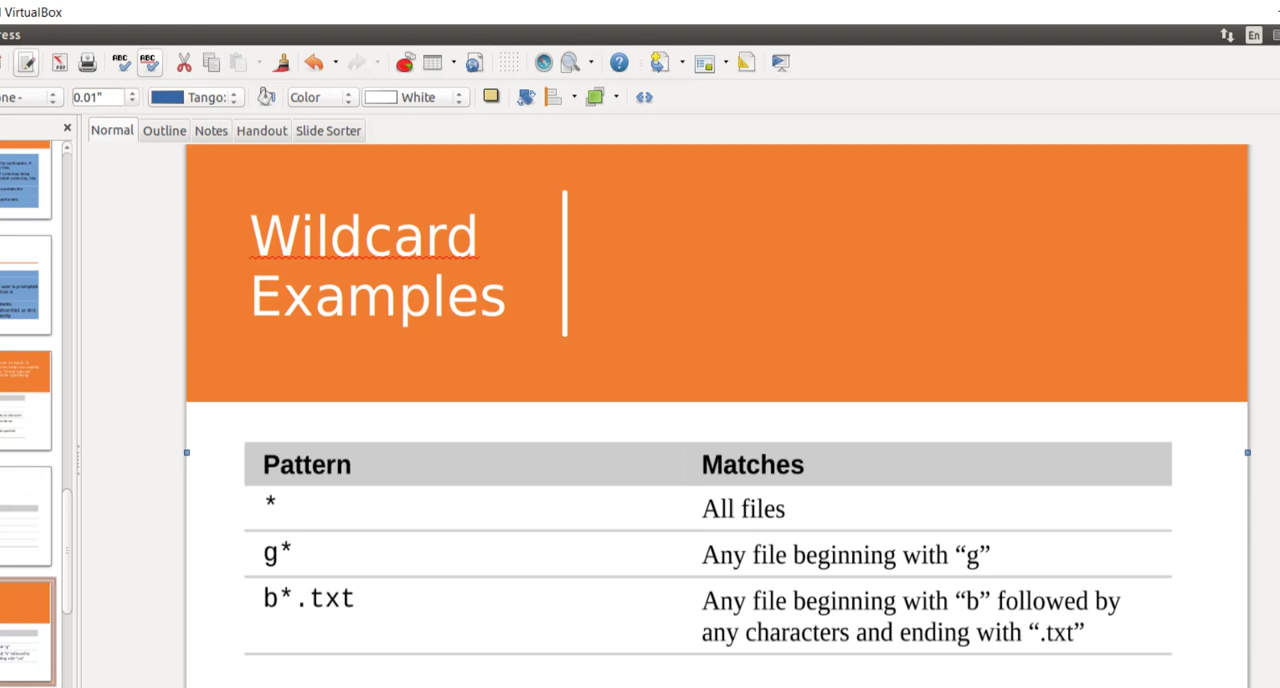 VirtualBox
ress
En
ABC ABC
one - 0.01" Tango: Color White
Normal Outline Notes Handout Slide Sorter
Wildcard
Examples
Pattern Matches
* All files
g* Any file beginning with “g”
b*.txt Any file beginning with “b” followed by
any characters and ending with “.txt”